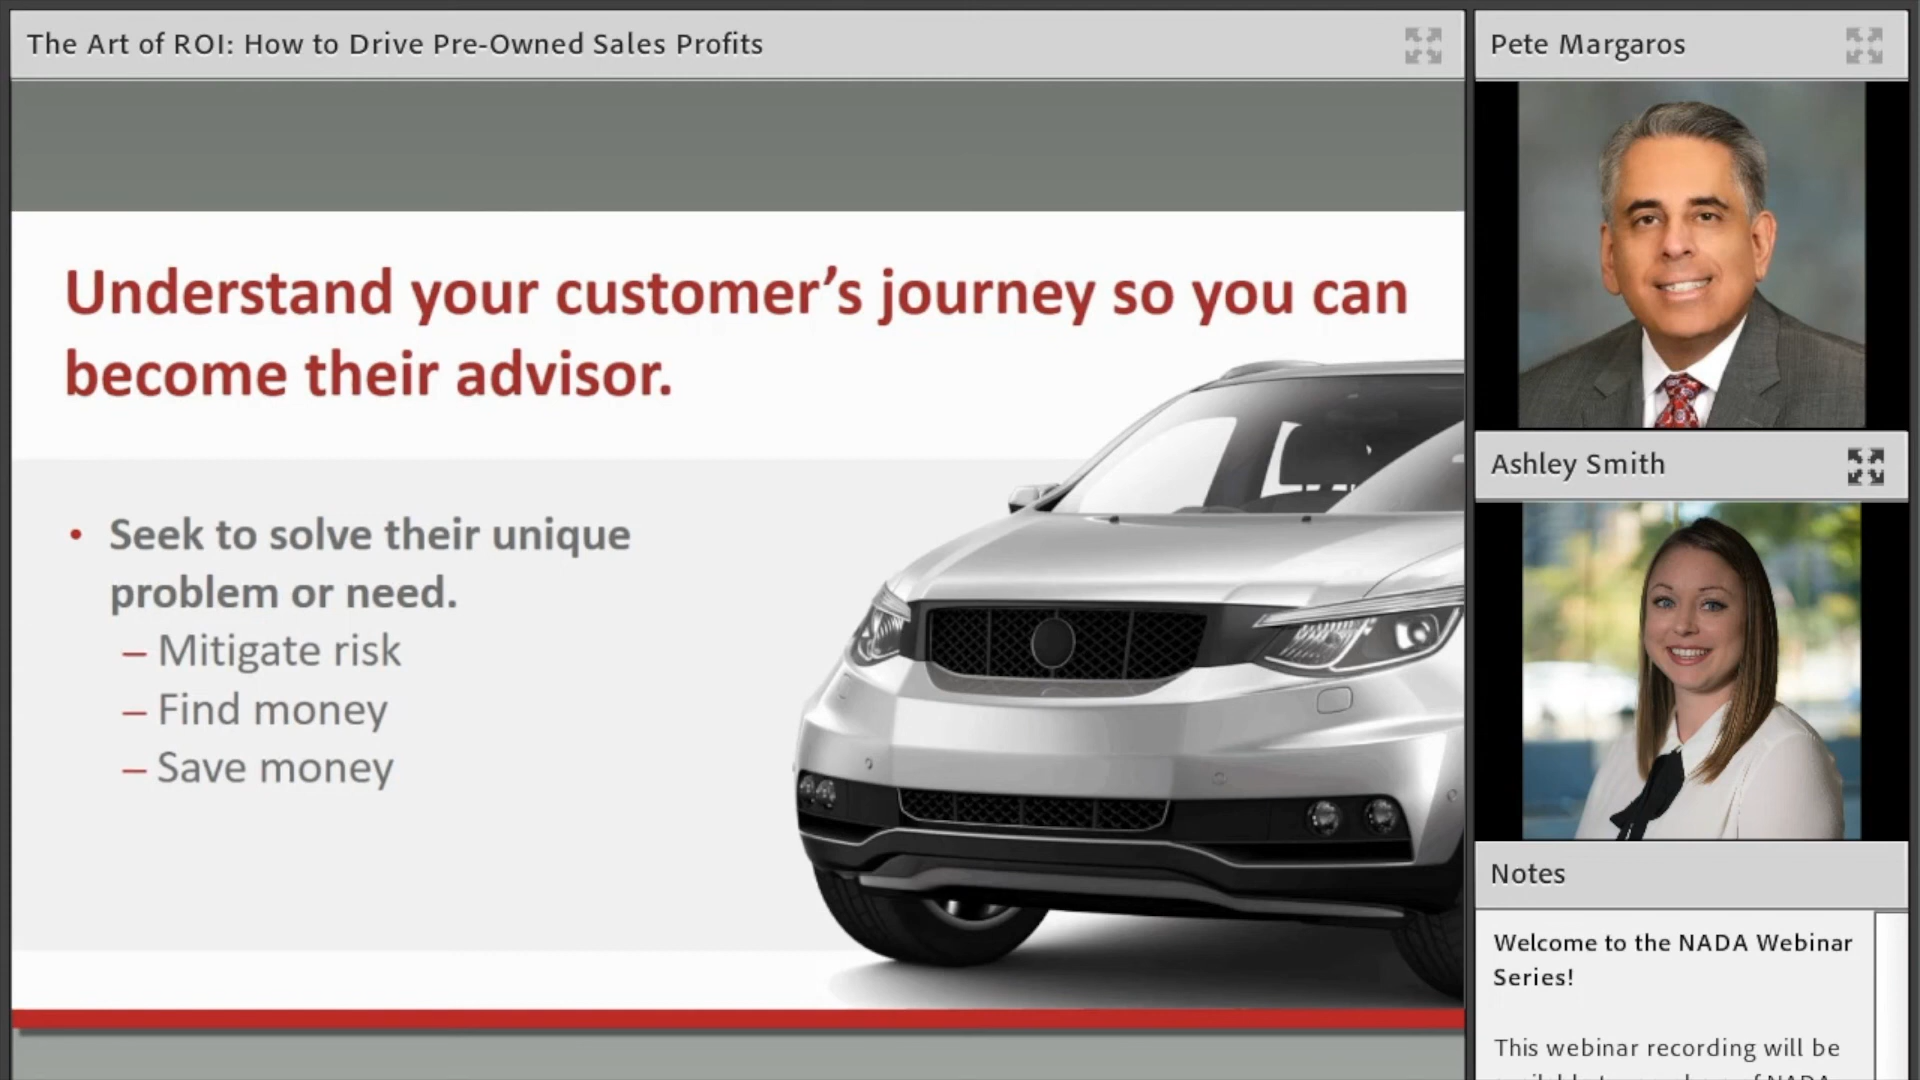 The Art of ROI: How to Drive Pre-Owned Sales Profits
Understand your customer's journey so you can
become their advisor.
• Seek to solve their unique
problem or need.
– Mitigate risk
– Find money
– Save money
Pete Margaros
Ashley Smith
Notes
Welcome to the NADA Webinar
Series!
This webinar recording will be